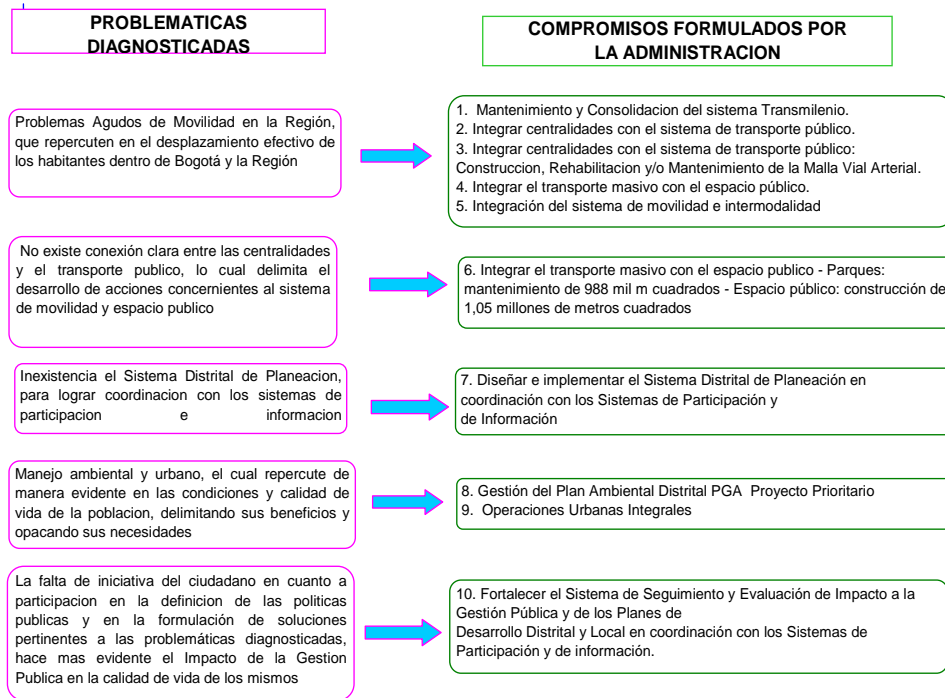 PROBLEMATICAS
DIAGNOSTICADAS
COMPROMISOS FORMULADOS POR
LA ADMINISTRACION
Problemas Agudos de Movilidad en la Región,
que repercuten en el desplazamiento efectivo de
los habitantes dentro de Bogotá y la Región
1. Mantenimiento y Consolidacion del sistema Transmilenio.
2. Integrar centralidades con el sistema de transporte público.
3. Integrar centralidades con el sistema de transporte público:
Construccion, Rehabilitacion y/o Mantenimiento de la Malla Vial Arterial.
4. Integrar el transporte masivo con el espacio público.
5. Integración del sistema de movilidad e intermodalidad
No existe conexión clara entre las centralidades
y el transporte publico, lo cual delimita el
desarrollo de acciones concernientes al sistema
de movilidad y espacio publico
6. Integrar el transporte masivo con el espacio publico - Parques:
mantenimiento de 988 mil m cuadrados - Espacio público: construcción de
1,05 millones de metros cuadrados
Inexistencia el Sistema Distrital de Planeacion,
para lograr coordinacion con los sistemas de
participacion e informacion
7. Diseñar e implementar el Sistema Distrital de Planeación en
coordinación con los Sistemas de Participación y
de Información
Manejo ambiental y urbano, el cual repercute de
manera evidente en las condiciones y calidad de
vida de la poblacion, delimitando sus beneficios y
opacando sus necesidades
8. Gestión del Plan Ambiental Distrital PGA Proyecto Prioritario
9. Operaciones Urbanas Integrales
La falta de iniciativa del ciudadano en cuanto a
participacion en la definicion de las politicas
publicas y en la formulación de soluciones
pertinentes a las problemáticas diagnosticadas,
hace mas evidente el Impacto de la Gestion
Publica en la calidad de vida de los mismos
10. Fortalecer el Sistema de Seguimiento y Evaluación de Impacto a la
Gestión Pública y de los Planes de
Desarrollo Distrital y Local en coordinación con los Sistemas de
Participación y de información.